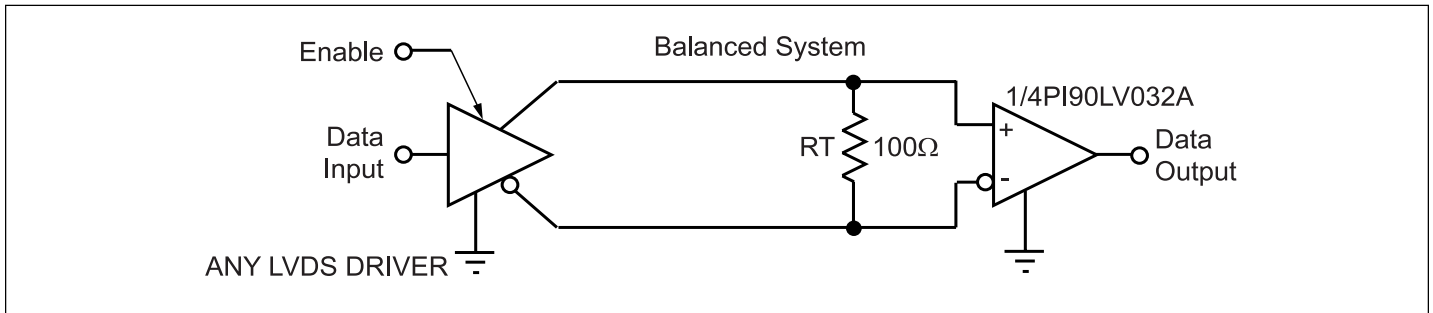 Enable
Balanced System
1/4PI90LV032A
Data
Input
RT
100Ω
+
-
Data
Output
ANY LVDS DRIVER